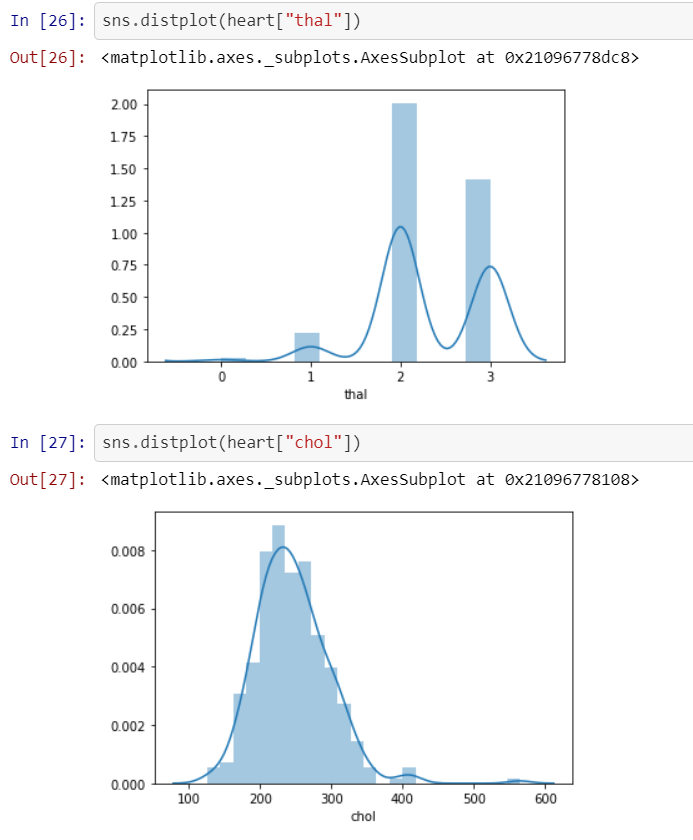 In [26]: sns.distplot(heart["thal"])
Out[26]: <matplotlib.axes._subplots.AxesSubplot at 0x21096778dc8>
2.00
1.75
1.50
1.25
1.00
0.75
0.50
0.25
0.00
0 1 2 3
thal
In [27]: sns.distplot(heart["chol"])
Out[27]: <matplotlib.axes._subplots.AxesSubplot at 0x21096778108>
0.008
0.006
0.004
0.002
0.000
100 200 300 400 500 600
chol